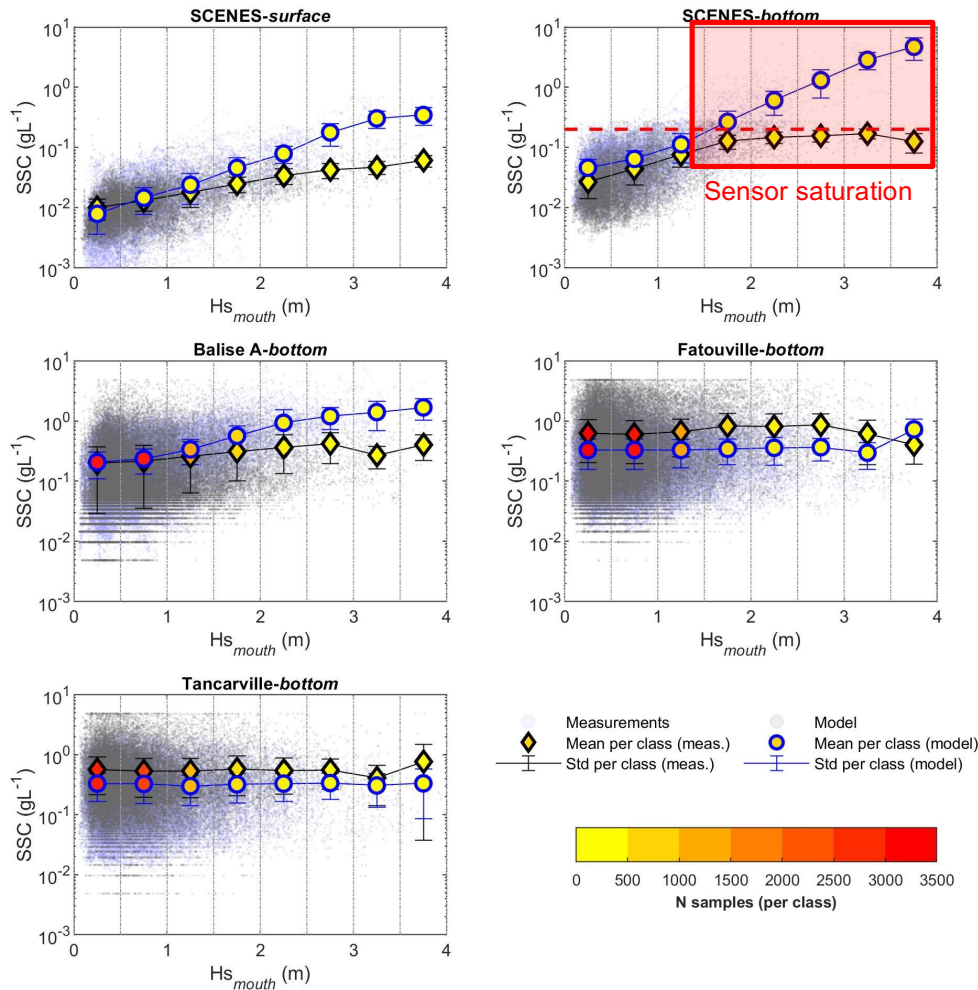 SCENES-surface
SSC (gL-1)
10^1
10^0
10^-1
10^-2
10^-3
0 1 2 3 4
Hs_mouth (m)
SCENES-bottom
SSC (gL-1)
10^1
10^0
10^-1
10^-2
10^-3
Sensor saturation
0 1 2 3 4
Hs_mouth (m)
Balise A-bottom
SSC (gL-1)
10^1
10^0
10^-1
10^-2
10^-3
0 1 2 3 4
Hs_mouth (m)
Fatouville-bottom
SSC (gL-1)
10^1
10^0
10^-1
10^-2
10^-3
0 1 2 3 4
Hs_mouth (m)
Tancarville-bottom
SSC (gL-1)
10^1
10^0
10^-1
10^-2
10^-3
0 1 2 3 4
Hs_mouth (m)
Measurements Model
Mean per class (meas.) Mean per class (model)
Std per class (meas.) Std per class (model)
0 500 1000 1500 2000 2500 3000 3500
N samples (per class)